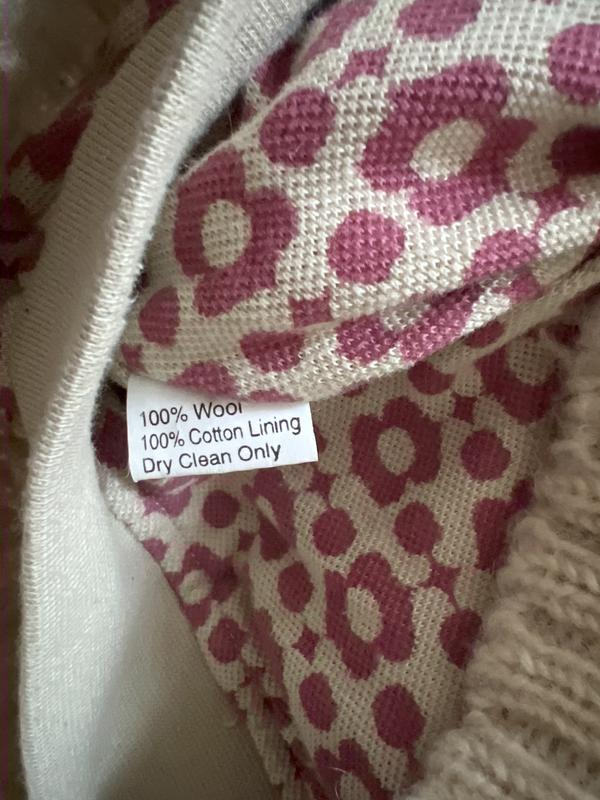 100% Wool
100% Cotton Lining
Dry Clean Only